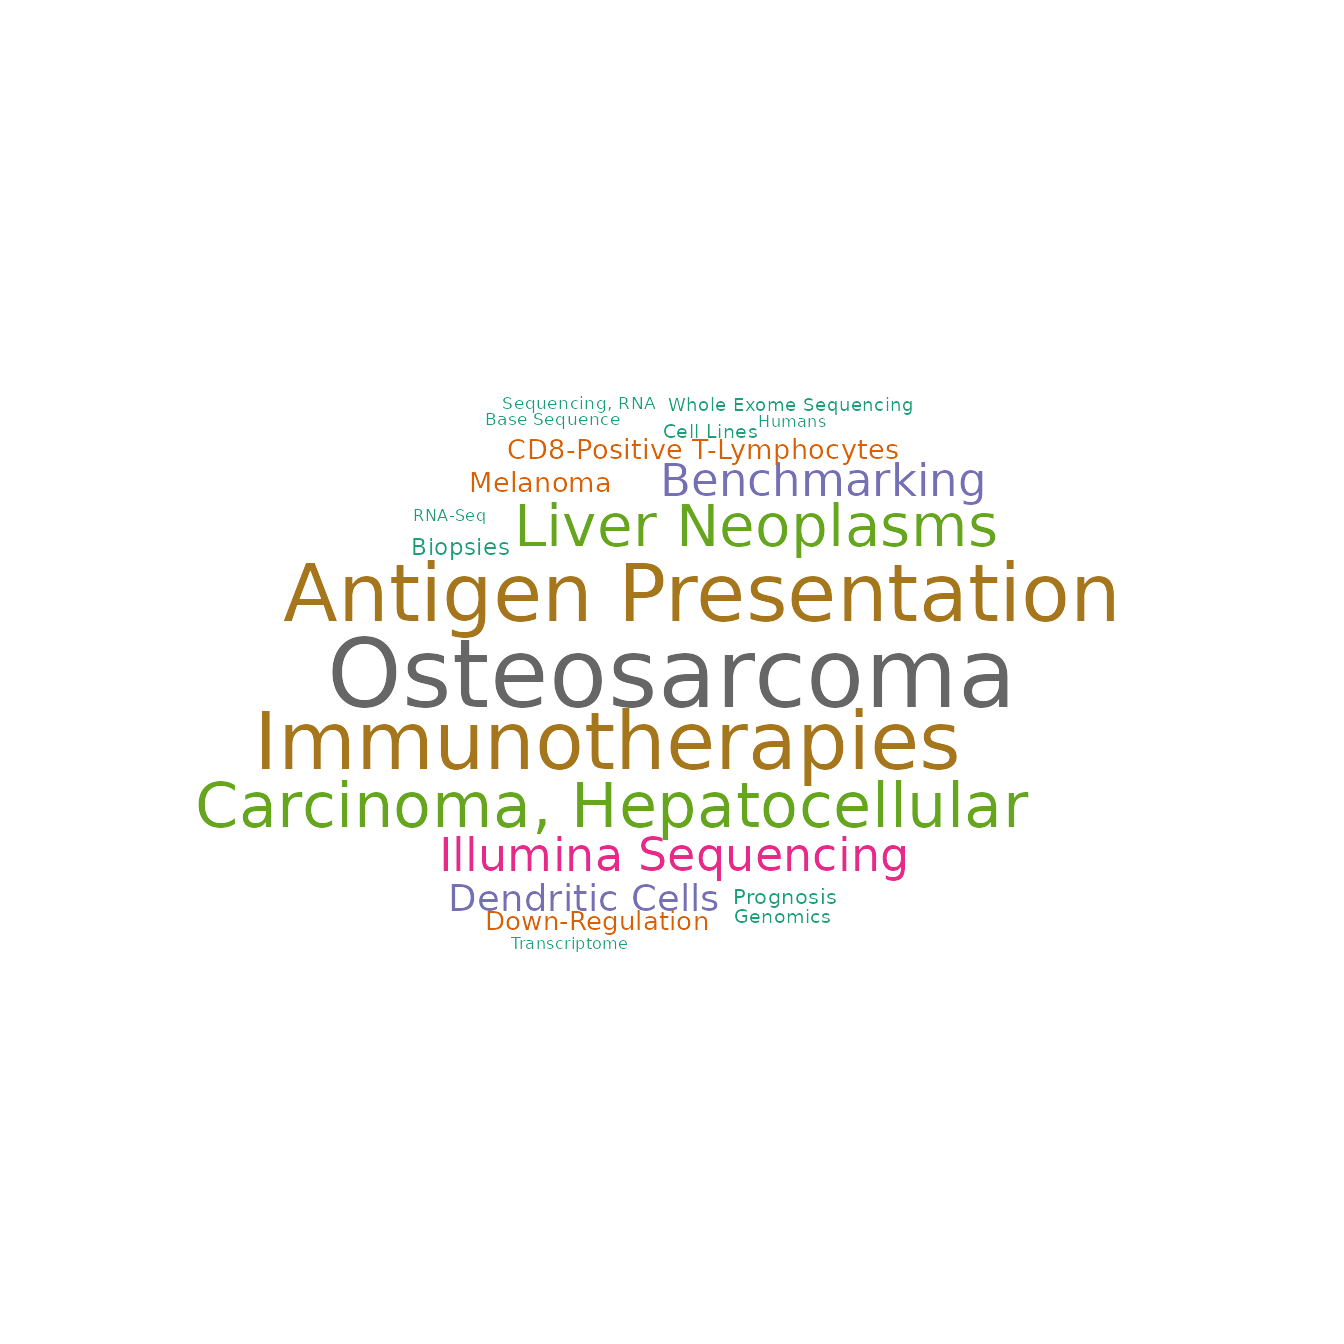 Sequencing, RNA
Whole Exome Sequencing
Base Sequence
Humans
Cell Lines
CD8-Positive T-Lymphocytes
Melanoma
Benchmarking
RNA-Seq
Liver Neoplasms
Biopsies
Antigen Presentation
Osteosarcoma
Immunotherapies
Carcinoma, Hepatocellular
Illumina Sequencing
Dendritic Cells
Prognosis
Down-Regulation
Genomics
Transcriptome